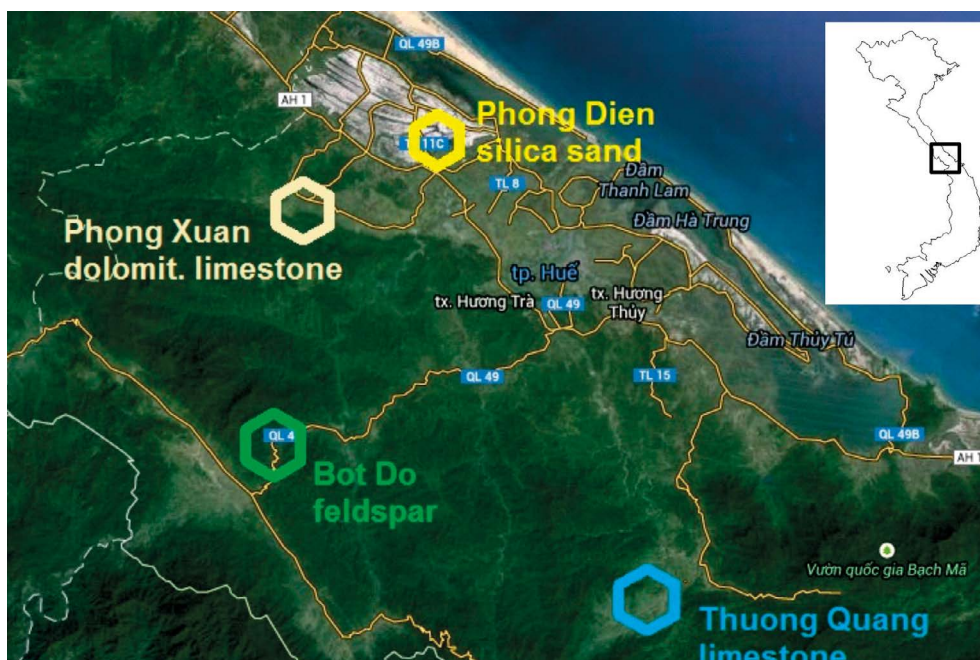 QL 49B
AH 1
Phong Dien
silica sand
11C
TL 8
Đầm
Thanh Lam
Đầm Hà Trung
Phong Xuan
dolomit. limestone
tp. Huế
tx. Hương Trà
QL 49
tx. Hương
Thủy
Đầm Thủy Tú
QL 49
TL 15
QL 4
Bot Do
feldspar
QL 49B
AH 1
Vườn quốc gia Bạch Mã
Thuong Quang
limestone